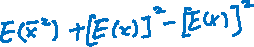 E(x̄²) + [E(x)]² - [E(x)]²